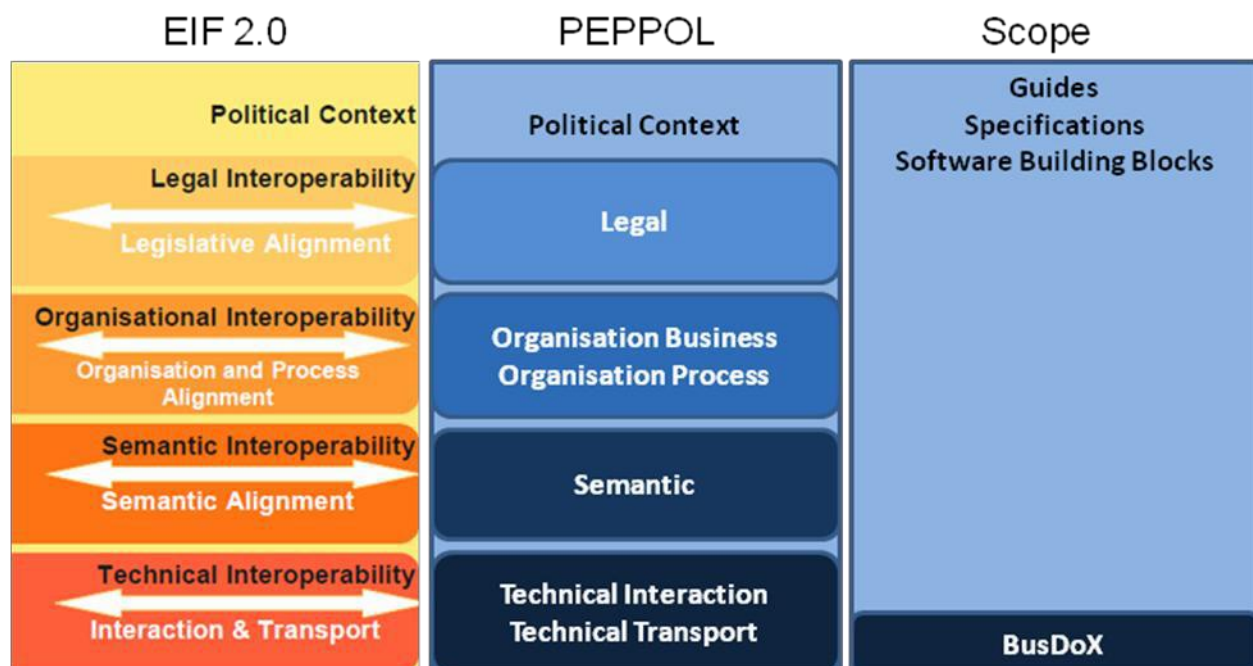 EIF 2.0
Political Context
Legal Interoperability
Legislative Alignment
Organisational Interoperability
Organisation and Process
Alignment
Semantic Interoperability
Semantic Alignment
Technical Interoperability
Interaction & Transport
PEPPOL
Political Context
Legal
Organisation Business
Organisation Process
Semantic
Technical Interaction
Technical Transport
Scope
Guides
Specifications
Software Building Blocks
BusDoX